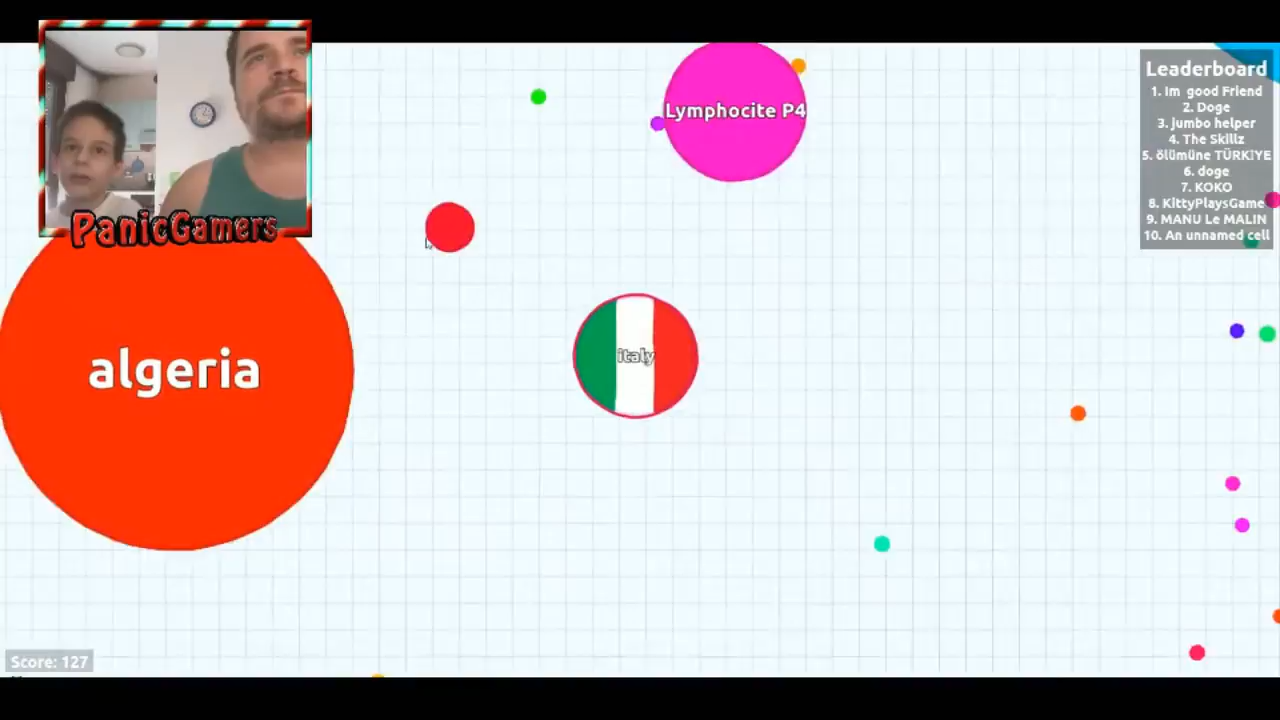 PanicGamers
Lymphocite P4
algeria
italy
Leaderboard
1. Im good Friend
2. Doge
3. jumbo helper
4. The Skillz
5. ölümüne TÜRKIYE
6. doge
7. KOKO
8. KittyPlaysGame
9. MANU Le MALIN
10. An unnamed cell
Score: 127